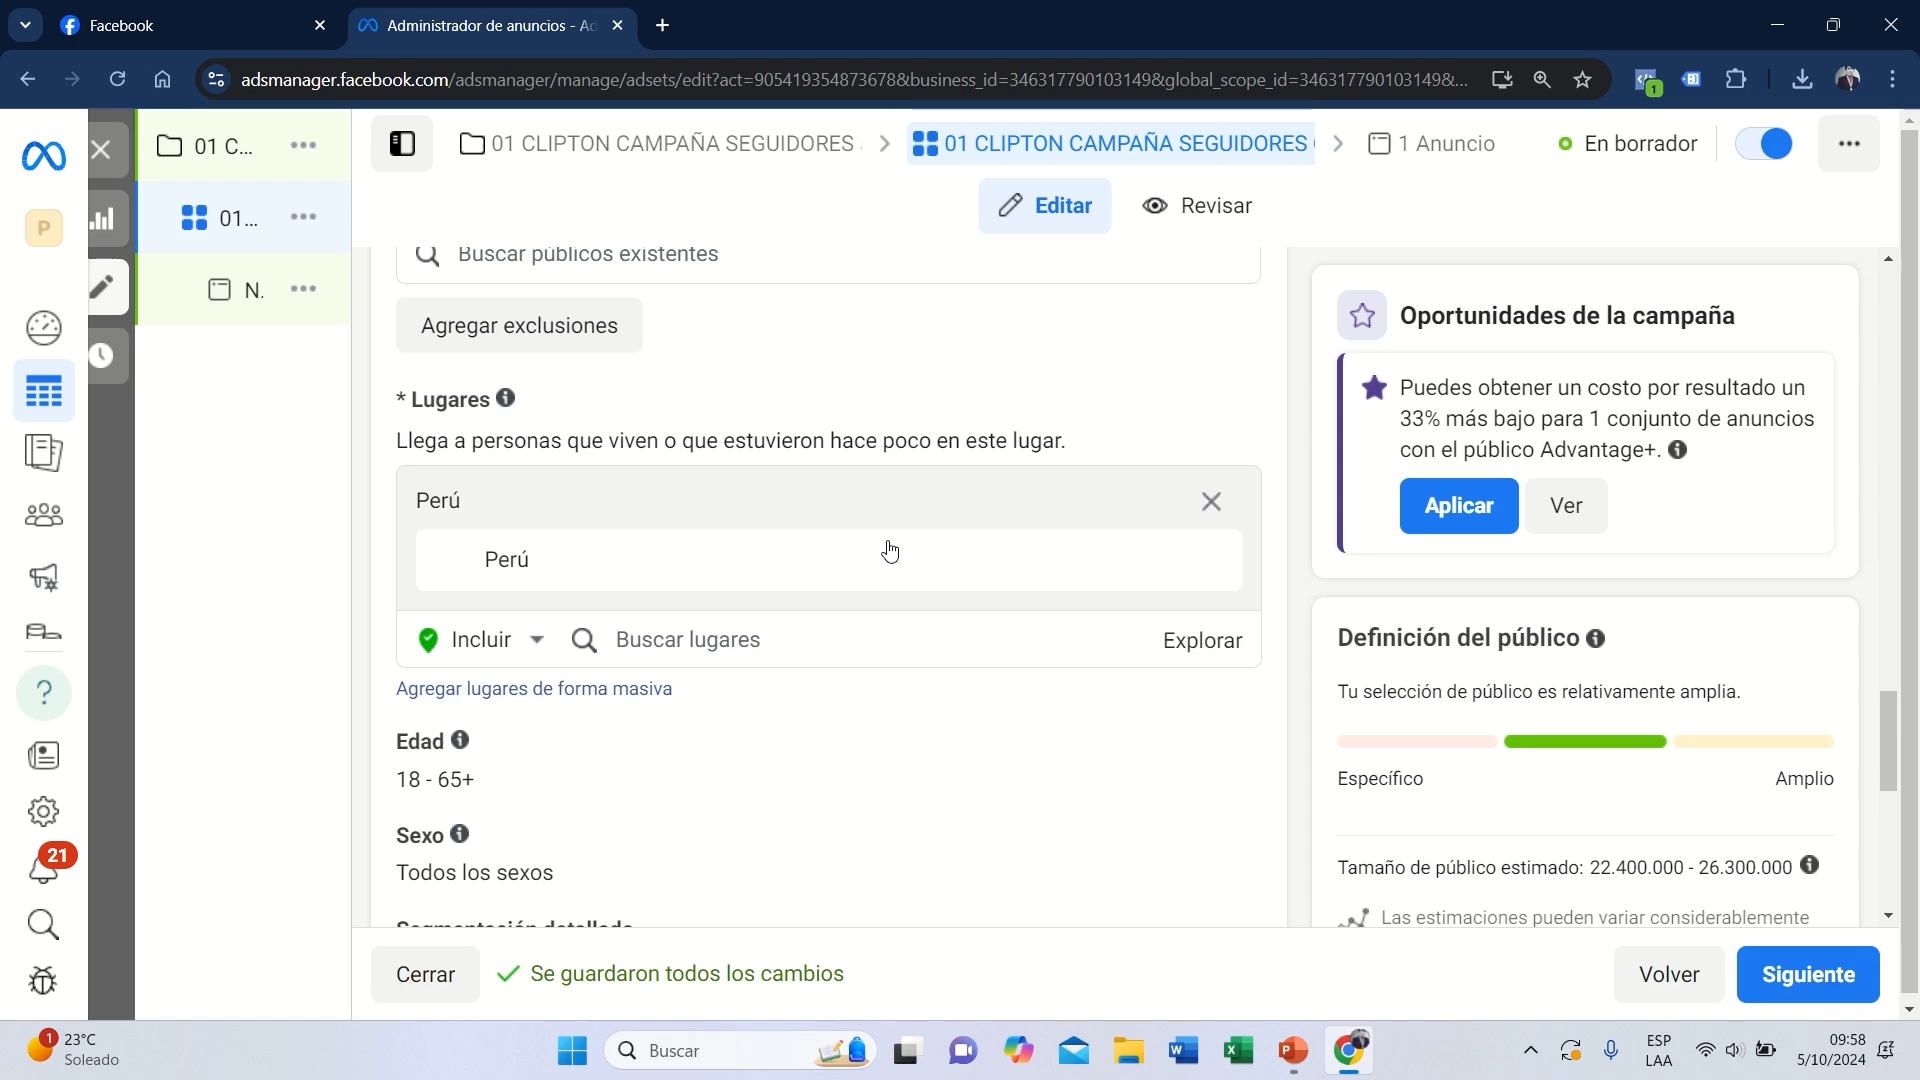 Facebook
Administrador de anuncios - Ad
adsmanager.facebook.com/adsmanager/manage/adsets/edit?act=905419354873678&business_id=346317790103149&global_scope_id=346317790103149&...
1
P
01 C...
01...
N.
01 CLIPTON CAMPAÑA SEGUIDORES
01 CLIPTON CAMPAÑA SEGUIDORES
1 Anuncio
En borrador
Editar
Revisar
Buscar públicos existentes
Agregar exclusiones
* Lugares
Llega a personas que viven o que estuvieron hace poco en este lugar.
Perú
Perú
Incluir
Buscar lugares
Explorar
Agregar lugares de forma masiva
Edad
18 - 65+
Sexo
Todos los sexos
Segmentación detallada
Oportunidades de la campaña
Puedes obtener un costo por resultado un
33% más bajo para 1 conjunto de anuncios
con el público Advantage+.
Aplicar
Ver
Definición del público
Tu selección de público es relativamente amplia.
Específico
Amplio
Tamaño de público estimado: 22.400.000 - 26.300.000
Las estimaciones pueden variar considerablemente
21
Cerrar
Se guardaron todos los cambios
Volver
Siguiente
1
23°C
Soleado
Buscar
ESP
LAA
09:58
5/10/2024